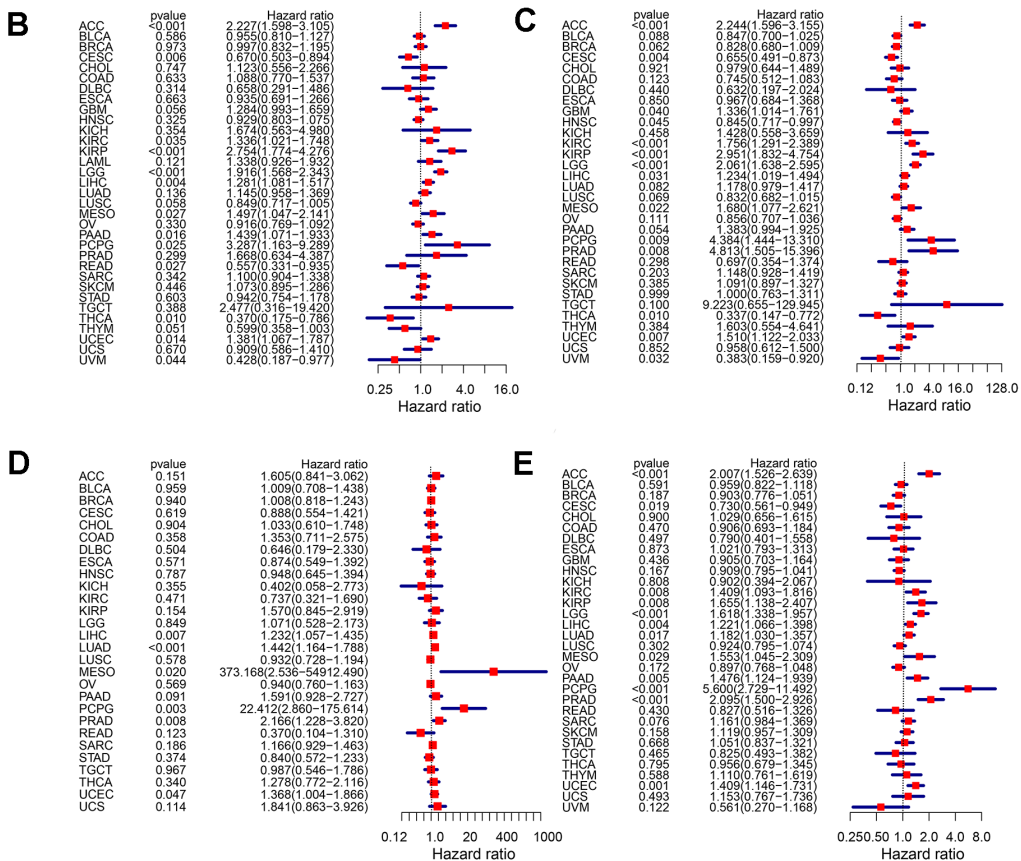 B
pvalue Hazard ratio
ACC <0.001 2.227(1.598−3.105)
BLCA 0.586 0.955(0.810−1.127)
BRCA 0.973 0.997(0.832−1.195)
CESC 0.006 0.670(0.503−0.894)
CHOL 0.747 1.123(0.556−2.266)
COAD 0.633 1.088(0.770−1.537)
DLBC 0.314 0.658(0.291−1.486)
ESCA 0.663 0.935(0.691−1.266)
GBM 0.056 1.284(0.993−1.659)
HNSC 0.325 0.929(0.803−1.075)
KICH 0.354 1.674(0.563−4.980)
KIRC 0.035 1.336(1.021−1.748)
KIRP <0.001 2.754(1.774−4.276)
LAML 0.121 1.338(0.926−1.932)
LGG <0.001 1.916(1.568−2.343)
LIHC 0.004 1.281(1.081−1.517)
LUAD 0.136 1.145(0.958−1.369)
LUSC 0.058 0.849(0.717−1.005)
MESO 0.027 1.497(1.047−2.141)
OV 0.330 0.916(0.769−1.092)
PAAD 0.016 1.439(1.071−1.933)
PCPG 0.025 3.287(1.163−9.289)
PRAD 0.299 1.668(0.634−4.387)
READ 0.027 0.557(0.331−0.935)
SARC 0.342 1.100(0.904−1.338)
SKCM 0.446 1.073(0.895−1.286)
STAD 0.603 0.942(0.754−1.178)
TGCT 0.388 2.477(0.316−19.420)
THCA 0.010 0.370(0.175−0.786)
THYM 0.051 0.599(0.358−1.003)
UCEC 0.014 1.381(1.067−1.787)
UCS 0.670 0.909(0.586−1.410)
UVM 0.044 0.428(0.187−0.977)
0.25 1.0 4.0 16.0
Hazard ratio
C
pvalue Hazard ratio
ACC <0.001 2.244(1.596−3.155)
BLCA 0.088 0.847(0.700−1.025)
BRCA 0.062 0.828(0.680−1.009)
CESC 0.004 0.655(0.491−0.873)
CHOL 0.921 0.979(0.644−1.489)
COAD 0.123 0.745(0.512−1.083)
DLBC 0.440 0.632(0.197−2.024)
ESCA 0.850 0.967(0.684−1.368)
GBM 0.040 1.336(1.014−1.761)
HNSC 0.045 0.845(0.717−0.997)
KICH 0.458 1.428(0.558−3.659)
KIRC <0.001 1.756(1.291−2.389)
KIRP <0.001 2.951(1.832−4.754)
LGG <0.001 2.061(1.638−2.595)
LIHC 0.031 1.234(1.019−1.494)
LUAD 0.082 1.178(0.979−1.417)
LUSC 0.069 0.832(0.682−1.015)
MESO 0.022 1.680(1.077−2.621)
OV 0.111 0.856(0.707−1.036)
PAAD 0.054 1.383(0.994−1.925)
PCPG 0.009 4.384(1.444−13.310)
PRAD 0.008 4.813(1.505−15.396)
READ 0.298 0.697(0.354−1.374)
SARC 0.203 1.148(0.928−1.419)
SKCM 0.385 1.091(0.897−1.327)
STAD 0.999 1.000(0.763−1.311)
TGCT 0.100 9.223(0.655−129.945)
THCA 0.010 0.337(0.147−0.772)
THYM 0.384 1.603(0.554−4.641)
UCEC 0.007 1.510(1.122−2.033)
UCS 0.852 0.958(0.612−1.500)
UVM 0.032 0.383(0.159−0.920)
0.12 1.0 4.0 16.0 128.0
Hazard ratio
D
pvalue Hazard ratio
ACC 0.151 1.605(0.841−3.062)
BLCA 0.959 1.009(0.708−1.438)
BRCA 0.940 1.008(0.818−1.243)
CESC 0.619 0.888(0.554−1.421)
CHOL 0.904 1.033(0.610−1.748)
COAD 0.358 1.353(0.711−2.575)
DLBC 0.504 0.646(0.179−2.330)
ESCA 0.571 0.874(0.549−1.392)
HNSC 0.787 0.948(0.645−1.394)
KICH 0.355 0.402(0.058−2.773)
KIRC 0.471 0.737(0.321−1.690)
KIRP 0.154 1.570(0.845−2.919)
LGG 0.849 1.071(0.528−2.173)
LIHC 0.007 1.232(1.057−1.435)
LUAD <0.001 1.442(1.164−1.788)
LUSC 0.578 0.932(0.728−1.194)
MESO 0.020 373.168(2.536−54912.490)
OV 0.569 0.940(0.760−1.163)
PAAD 0.091 1.591(0.928−2.727)
PCPG 0.003 22.412(2.860−175.614)
PRAD 0.008 2.166(1.228−3.820)
READ 0.123 0.370(0.104−1.310)
SARC 0.186 1.166(0.929−1.463)
STAD 0.374 0.840(0.572−1.233)
TGCT 0.967 0.987(0.546−1.786)
THCA 0.340 1.278(0.772−2.116)
UCEC 0.047 1.368(1.004−1.866)
UCS 0.114 1.841(0.863−3.926)
0.12 1.0 20 400 1000
Hazard ratio
E
pvalue Hazard ratio
ACC <0.001 2.007(1.526−2.639)
BLCA 0.591 0.959(0.822−1.118)
BRCA 0.187 0.903(0.776−1.051)
CESC 0.019 0.730(0.561−0.949)
CHOL 0.900 1.029(0.656−1.615)
COAD 0.470 0.906(0.693−1.184)
DLBC 0.497 0.790(0.401−1.558)
ESCA 0.873 1.021(0.793−1.313)
GBM 0.436 0.905(0.703−1.164)
HNSC 0.167 0.909(0.795−1.041)
KICH 0.808 0.902(0.394−2.067)
KIRC 0.008 1.409(1.093−1.816)
KIRP 0.008 1.655(1.138−2.407)
LGG <0.001 1.618(1.338−1.957)
LIHC 0.004 1.221(1.066−1.398)
LUAD 0.017 1.182(1.030−1.357)
LUSC 0.302 0.924(0.795−1.074)
MESO 0.029 1.553(1.045−2.309)
OV 0.172 0.897(0.768−1.048)
PAAD 0.005 1.476(1.124−1.939)
PCPG <0.001 5.600(2.729−11.492)
PRAD <0.001 2.095(1.500−2.926)
READ 0.430 0.827(0.516−1.326)
SARC 0.076 1.161(0.984−1.369)
SKCM 0.158 1.119(0.957−1.309)
STAD 0.668 1.051(0.837−1.321)
TGCT 0.465 0.825(0.493−1.382)
THCA 0.795 0.956(0.679−1.345)
THYM 0.588 1.110(0.761−1.619)
UCEC 0.001 1.409(1.146−1.731)
UCS 0.493 1.153(0.767−1.736)
UVM 0.122 0.561(0.270−1.168)
0.25 0.50 1.0 2.0 4.0 8.0
Hazard ratio